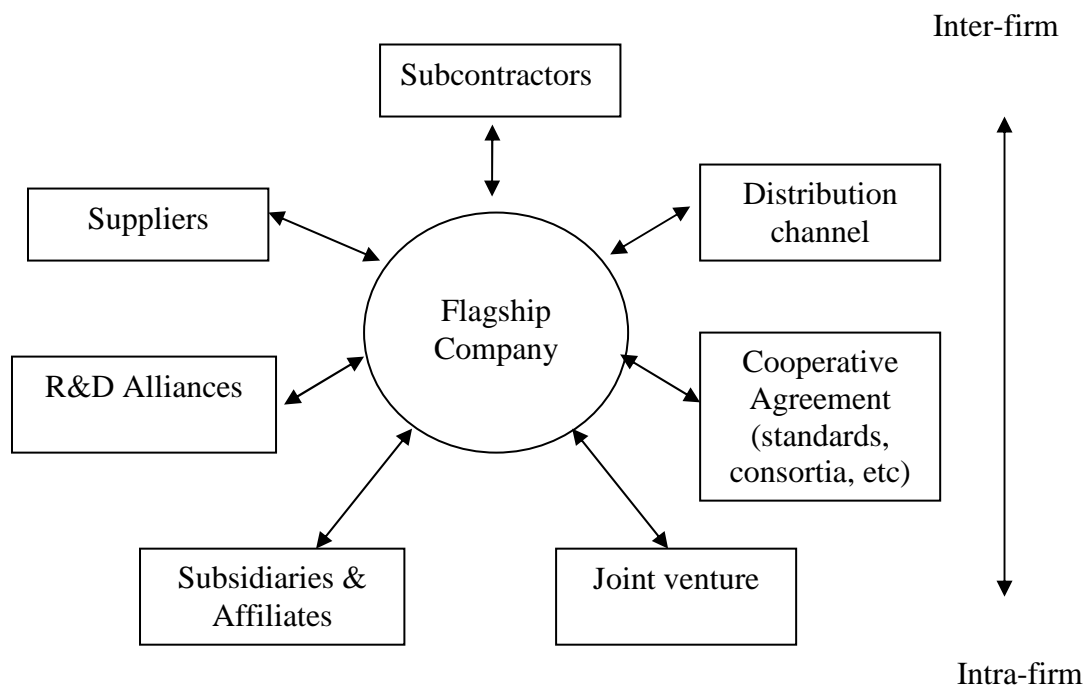 Inter-firm
Subcontractors
Suppliers
Distribution
channel
Flagship
Company
R&D Alliances
Cooperative
Agreement
(standards,
consortia, etc)
Subsidiaries &
Affiliates
Joint venture
Intra-firm